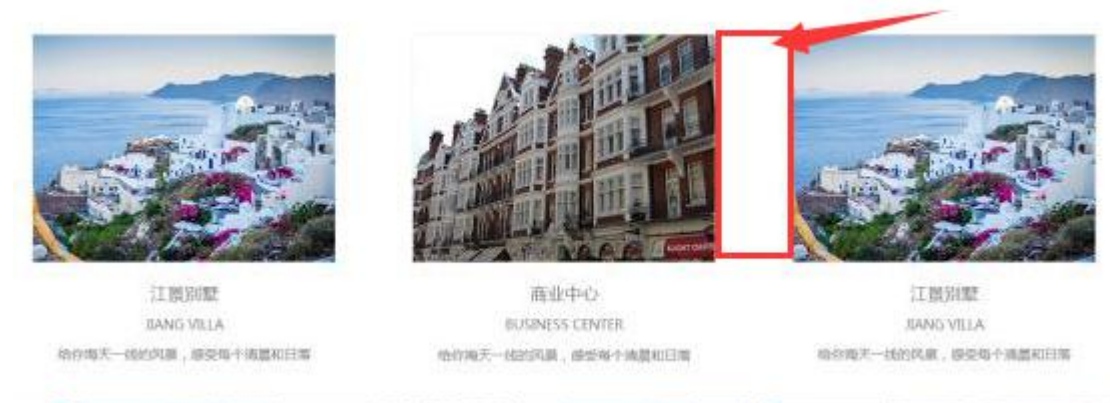 江景别墅
JIANG VILLA
给你海天一线的风景，感受每个清晨和日落
商业中心
BUSINESS CENTER
给你海天一线的风景，感受每个清晨和日落
江景别墅
JIANG VILLA
给你海天一线的风景，感受每个清晨和日落